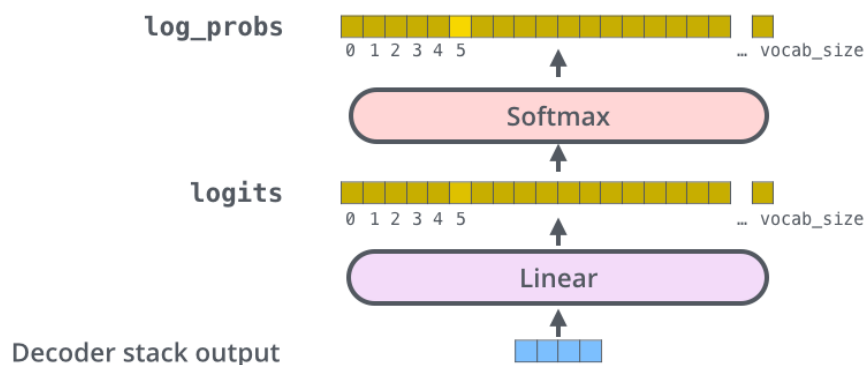 log_probs
0 1 2 3 4 5 … vocab_size
Softmax
logits
0 1 2 3 4 5 … vocab_size
Linear
Decoder stack output